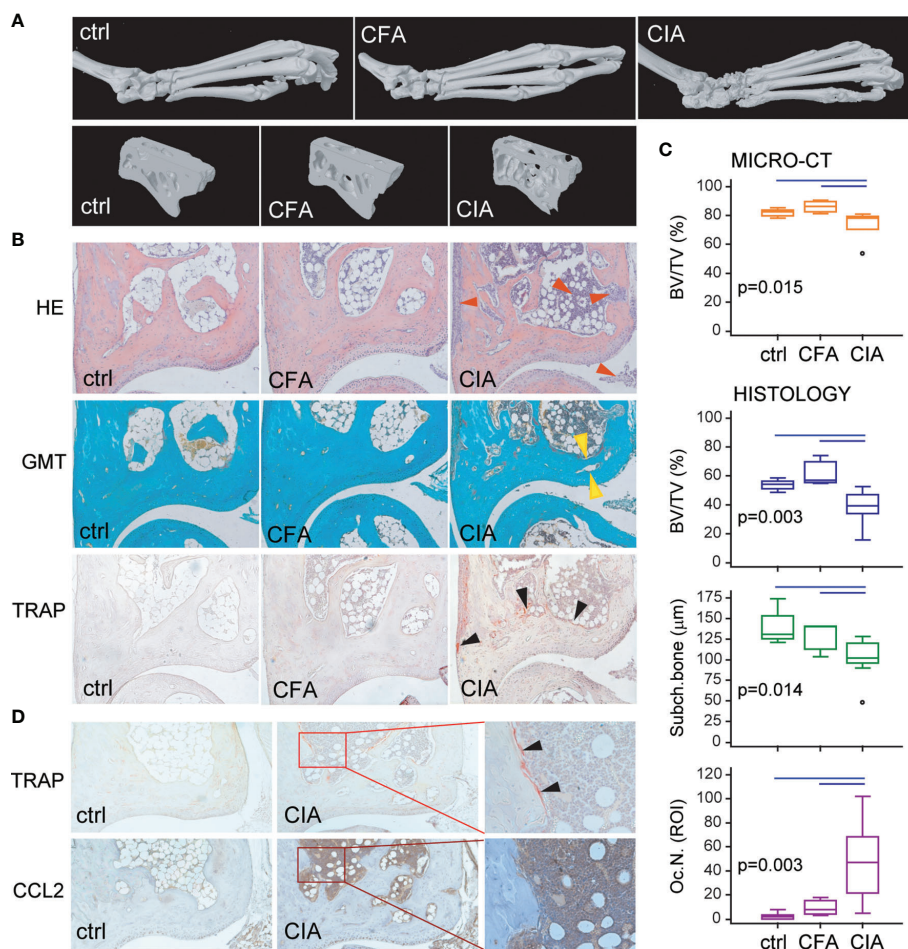 A
ctrl
CFA
CIA
ctrl
CFA
CIA
B
HE
ctrl
CFA
CIA
GMT
ctrl
CFA
CIA
TRAP
ctrl
CFA
CIA
D
TRAP
ctrl
CIA
CCL2
ctrl
CIA
C
MICRO-CT
BV/TV (%)
100
80
60
40
20
0
p=0.015
ctrl CFA CIA
HISTOLOGY
BV/TV (%)
100
80
60
40
20
0
p=0.003
Subch.bone (μm)
175
150
125
100
75
50
25
0
p=0.014
Oc.N. (ROI)
120
100
80
60
40
20
0
p=0.003
ctrl CFA CIA